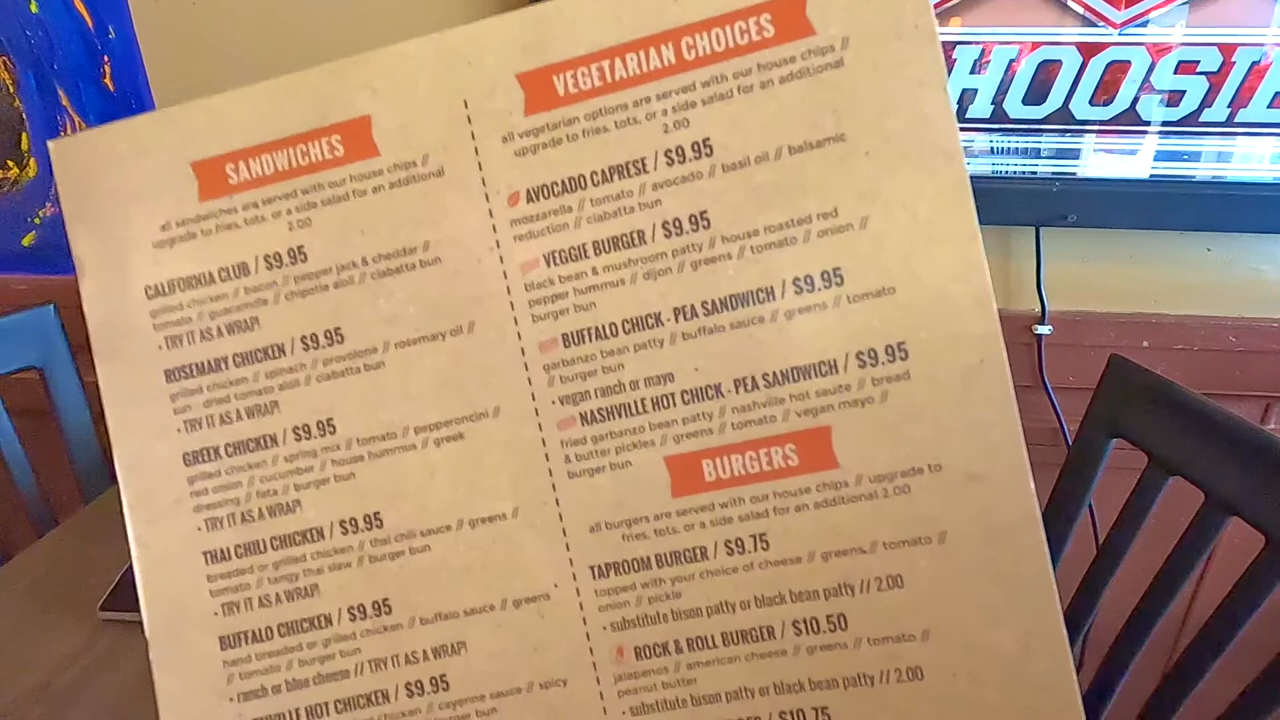 SANDWICHES
all sandwiches are served with our house chips //
upgrade to fries, tots, or a side salad for an additional
2.00
CALIFORNIA CLUB / $9.95
grilled chicken // bacon // pepper jack & cheddar //
tomato // guacamole // chipotle aioli // ciabatta bun
• TRY IT AS A WRAP!
ROSEMARY CHICKEN / $9.95
grilled chicken // spinach // provolone // rosemary oil //
sun - dried tomato aioli // ciabatta bun
• TRY IT AS A WRAP!
GREEK CHICKEN / $9.95
grilled chicken // spring mix // tomato // pepperoncini //
red onion // cucumber // house hummus // greek
dressing // feta // burger bun
• TRY IT AS A WRAP!
THAI CHILI CHICKEN / $9.95
breaded or grilled chicken // thai chili sauce // greens //
tomato // tangy thai slaw // burger bun
• TRY IT AS A WRAP!
BUFFALO CHICKEN / $9.95
hand breaded or grilled chicken // buffalo sauce // greens
// tomato // burger bun
• ranch or blue cheese // TRY IT AS A WRAP!
HOT CHICKEN / $9.95
chicken // cayenne sauce // spicy
bun
VEGETARIAN CHOICES
all vegetarian options are served with our house chips //
upgrade to fries, tots, or a side salad for an additional
2.00
AVOCADO CAPRESE / $9.95
mozzarella // tomato // avocado // basil oil // balsamic
reduction // ciabatta bun
VEGGIE BURGER / $9.95
black bean & mushroom patty // house roasted red
pepper hummus // dijon // greens // tomato // onion //
burger bun
BUFFALO CHICK - PEA SANDWICH / $9.95
garbanzo bean patty // buffalo sauce // greens // tomato
// burger bun
• vegan ranch or mayo
NASHVILLE HOT CHICK - PEA SANDWICH / $9.95
fried garbanzo bean patty // nashville hot sauce // bread
& butter pickles // greens // tomato // vegan mayo //
burger bun
BURGERS
all burgers are served with our house chips // upgrade to
fries, tots, or a side salad for an additional 2.00
TAPROOM BURGER / $9.75
topped with your choice of cheese // greens // tomato //
onion // pickle
• substitute bison patty or black bean patty // 2.00
ROCK & ROLL BURGER / $10.50
jalapenos // american cheese // greens // tomato //
peanut butter
• substitute bison patty or black bean patty // 2.00
/ $10.75
HOOSIE